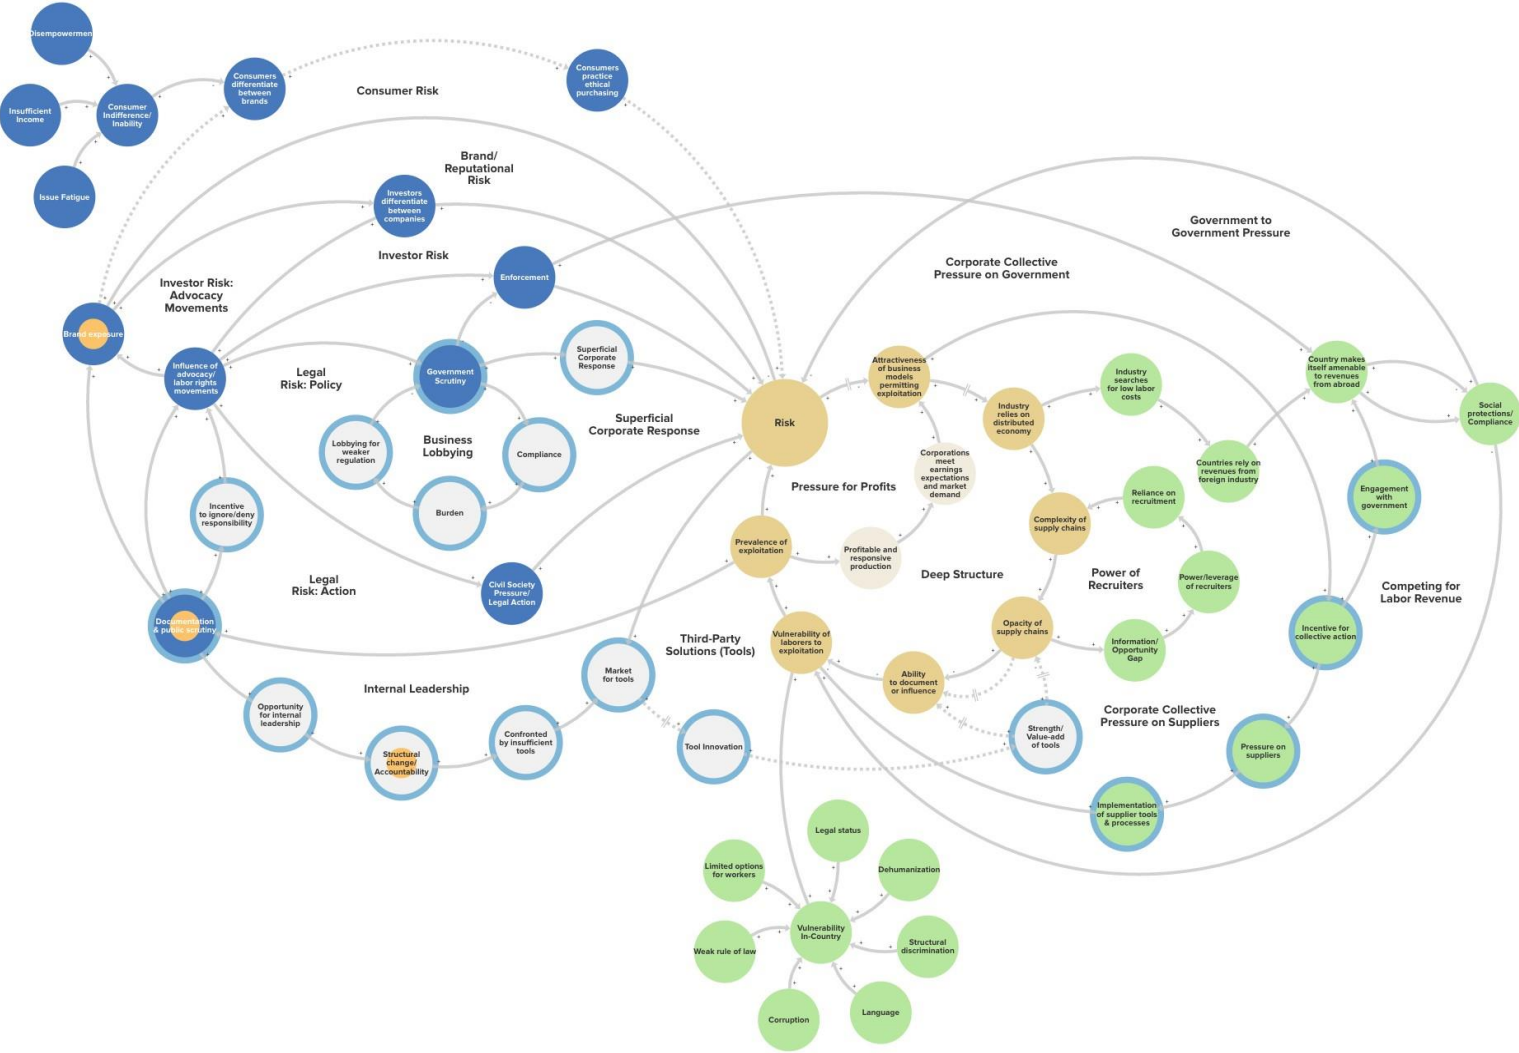 Disempowermen
Insufficient
Income
Consumer
Indifference/
Inability
Issue Fatigue
Consumers
differentiate
between
brands
Consumer Risk
Consumers
practice
ethical
purchasing
Brand/
Reputational
Risk
Investors
differentiate
between
companies
Investor Risk
Enforcement
Investor Risk:
Advocacy
Movements
Brand exposure
Influence of
advocacy/
labor rights
movements
Legal
Risk: Policy
Government
Scrutiny
Superficial
Corporate
Response
Superficial
Corporate Response
Lobbying for
weaker
regulation
Business
Lobbying
Compliance
Burden
Incentive
to ignore/deny
responsibility
Legal
Risk: Action
Civil Society
Pressure/
Legal Action
Documentation
& public scrutiny
Opportunity
for internal
leadership
Internal Leadership
Structural
change/
Accountability
Confronted
by insufficient
tools
Market
for tools
Third-Party
Solutions (Tools)
Tool Innovation
Risk
Pressure for Profits
Prevalence of
exploitation
Profitable and
responsive
production
Corporations
meet
earnings
expectations
and market
demand
Attractiveness
of business
models
permitting
exploitation
Vulnerability of
laborers to
exploitation
Ability
to document
or influence
Deep Structure
Industry
relies on
distributed
economy
Complexity of
supply chains
Opacity of
supply chains
Strength/
Value-add
of tools
Corporate Collective
Pressure on Government
Government to
Government Pressure
Industry
searches
for low labor
costs
Countries rely on
revenues from
foreign industry
Country makes
itself amenable
to revenues
from abroad
Social
protections/
Compliance
Reliance on
recruitment
Power of
Recruiters
Power/leverage
of recruiters
Information/
Opportunity
Gap
Engagement
with
government
Competing for
Labor Revenue
Incentive for
collective action
Corporate Collective
Pressure on Suppliers
Pressure on
suppliers
Implementation
of supplier tools
& processes
Legal status
Limited options
for workers
Dehumanization
Vulnerability
In-Country
Weak rule of law
Structural
discrimination
Corruption
Language